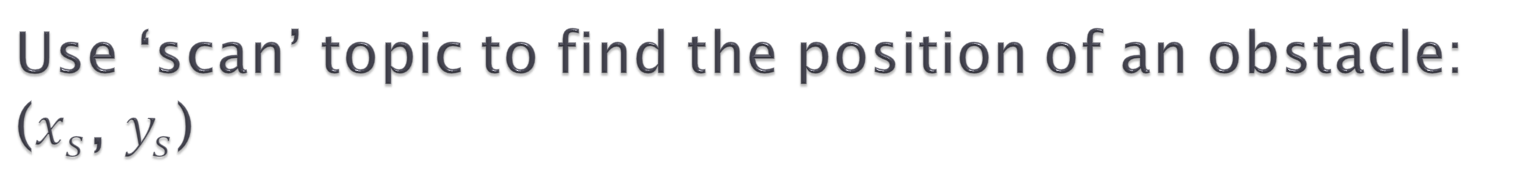 Use ‘scan’ topic to find the position of an obstacle:
(xₛ, yₛ)